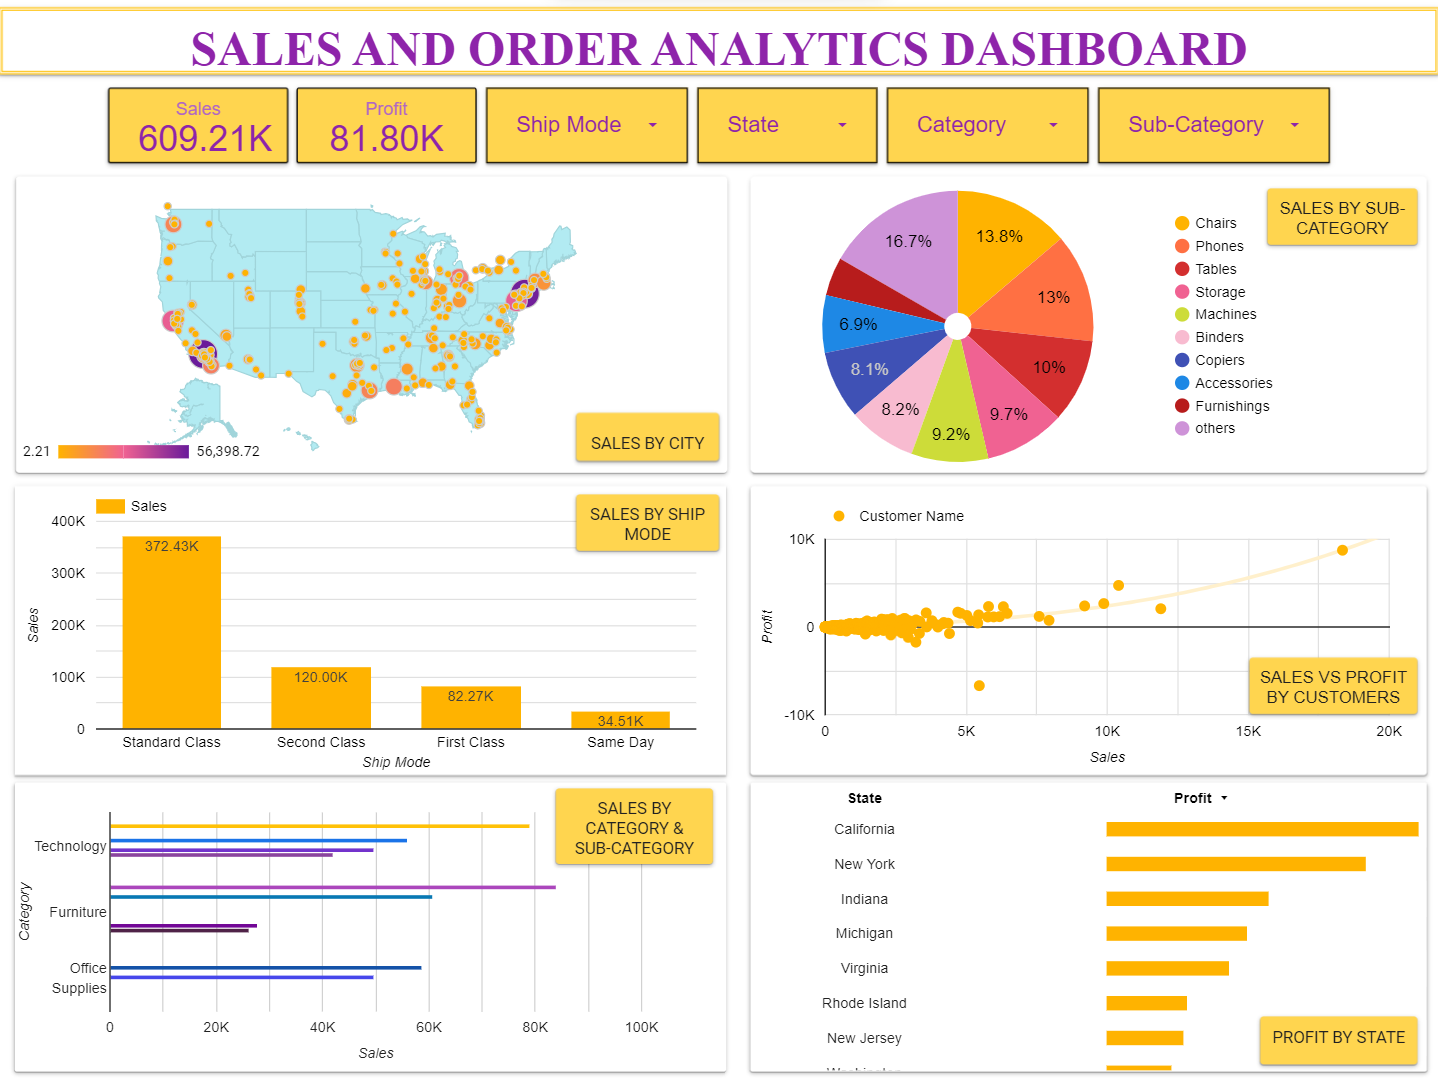 SALES AND ORDER ANALYTICS DASHBOARD
Sales
609.21K
Profit
81.80K
Ship Mode
State
Category
Sub-Category
2.21
56,398.72
SALES BY CITY
13.8%
13%
10%
9.7%
9.2%
8.2%
8.1%
6.9%
16.7%
Chairs
Phones
Tables
Storage
Machines
Binders
Copiers
Accessories
Furnishings
others
SALES BY SUB-
CATEGORY
Sales
SALES BY SHIP
MODE
400K
300K
200K
100K
0
Sales
372.43K
120.00K
82.27K
34.51K
Standard Class
Second Class
First Class
Same Day
Ship Mode
Customer Name
10K
0
-10K
Profit
SALES VS PROFIT
BY CUSTOMERS
0
5K
10K
15K
20K
Sales
SALES BY
CATEGORY &
SUB-CATEGORY
Category
Technology
Furniture
Office
Supplies
0
20K
40K
60K
80K
100K
Sales
State
Profit
California
New York
Indiana
Michigan
Virginia
Rhode Island
New Jersey
PROFIT BY STATE